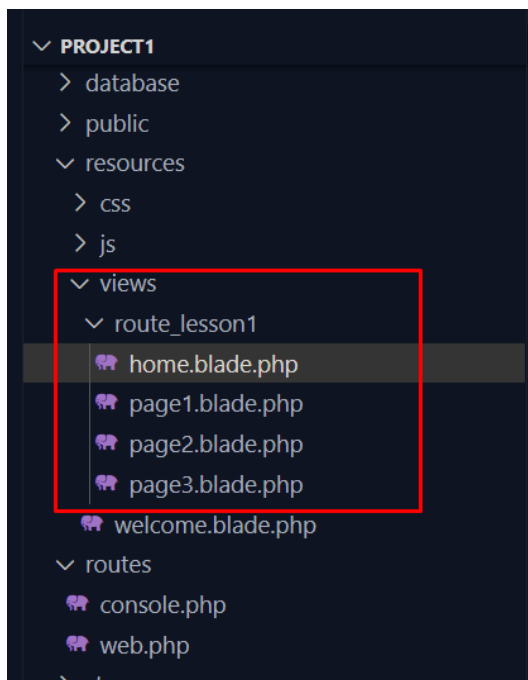 PROJECT1
database
public
resources
css
js
views
route_lesson1
home.blade.php
page1.blade.php
page2.blade.php
page3.blade.php
welcome.blade.php
routes
console.php
web.php